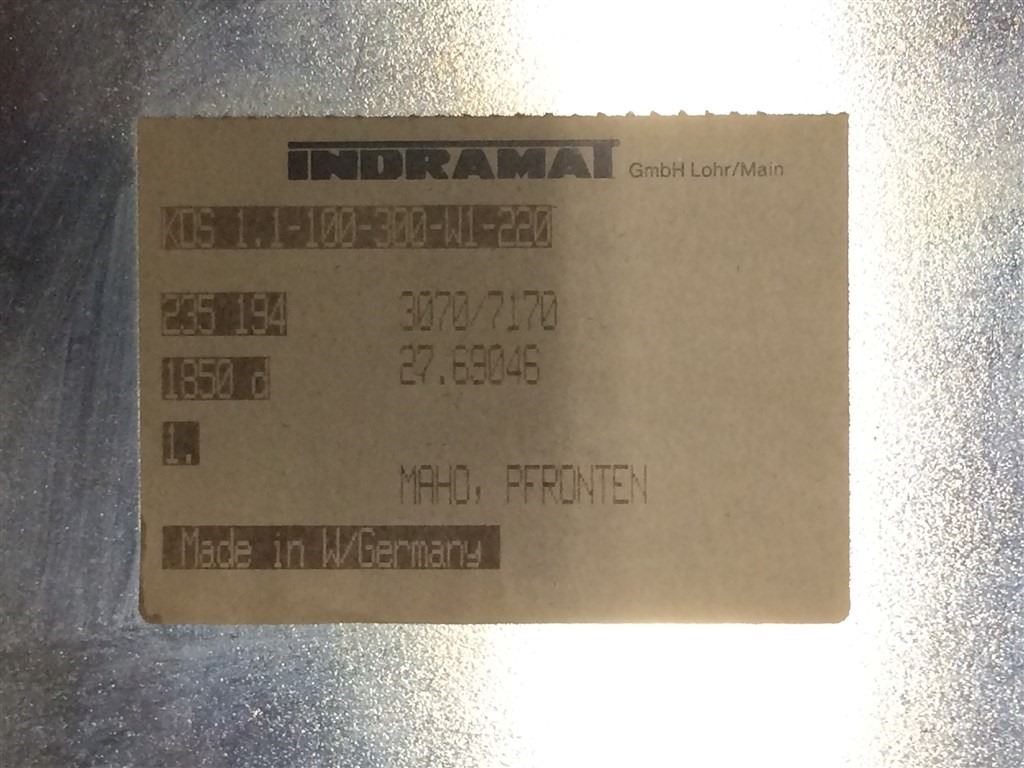 INDRAMAT GmbH Lohr/Main
KDS 1.1-100-300-W1-220
235 194 3070/7170
1850 d 27.69046
1.
MAHO, PFRONTEN
Made in W/Germany